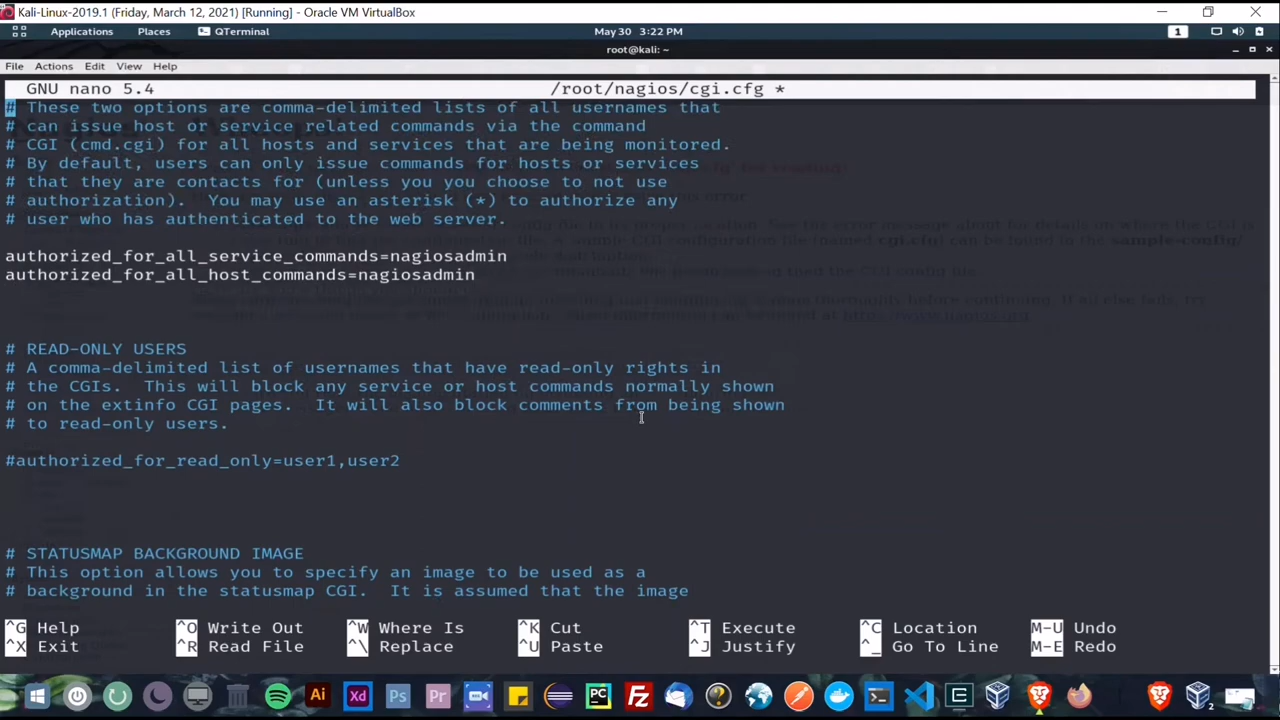 Kali-Linux-2019.1 (Friday, March 12, 2021) [Running] - Oracle VM VirtualBox
Applications Places QTerminal May 30 3:22 PM 1
root@kali: ~
File Actions Edit View Help
GNU nano 5.4 /root/nagios/cgi.cfg *
# These two options are comma-delimited lists of all usernames that
# can issue host or service related commands via the command
# CGI (cmd.cgi) for all hosts and services that are being monitored.
# By default, users can only issue commands for hosts or services
# that they are contacts for (unless you you choose to not use
# authorization). You may use an asterisk (*) to authorize any
# user who has authenticated to the web server.
authorized_for_all_service_commands=nagiosadmin
authorized_for_all_host_commands=nagiosadmin
# READ-ONLY USERS
# A comma-delimited list of usernames that have read-only rights in
# the CGIs. This will block any service or host commands normally shown
# on the extinfo CGI pages. It will also block comments from being shown
# to read-only users.
#authorized_for_read_only=user1,user2
# STATUSMAP BACKGROUND IMAGE
# This option allows you to specify an image to be used as a
# background in the statusmap CGI. It is assumed that the image
^G Help ^O Write Out ^W Where Is ^K Cut ^T Execute ^C Location M-U Undo
^X Exit ^R Read File ^\ Replace ^U Paste ^J Justify ^_ Go To Line M-E Redo
Ai Xd Ps Pr PC FZ 2